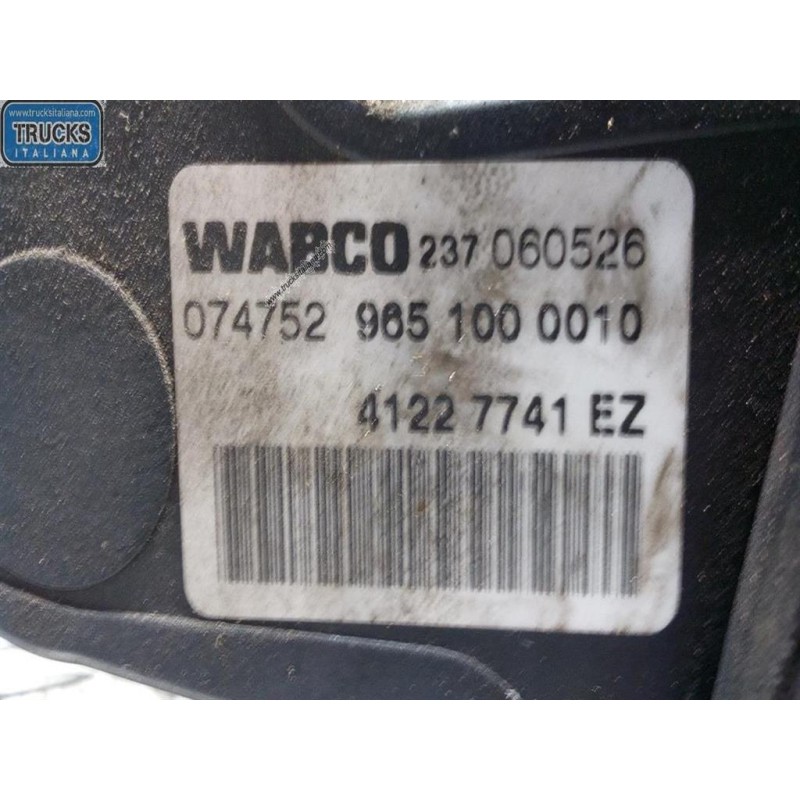 www.trucksitaliana.com
TRUCKS
ITALIANA
WABCO 237 060526
074752 965 100 0010
4122 7741 EZ